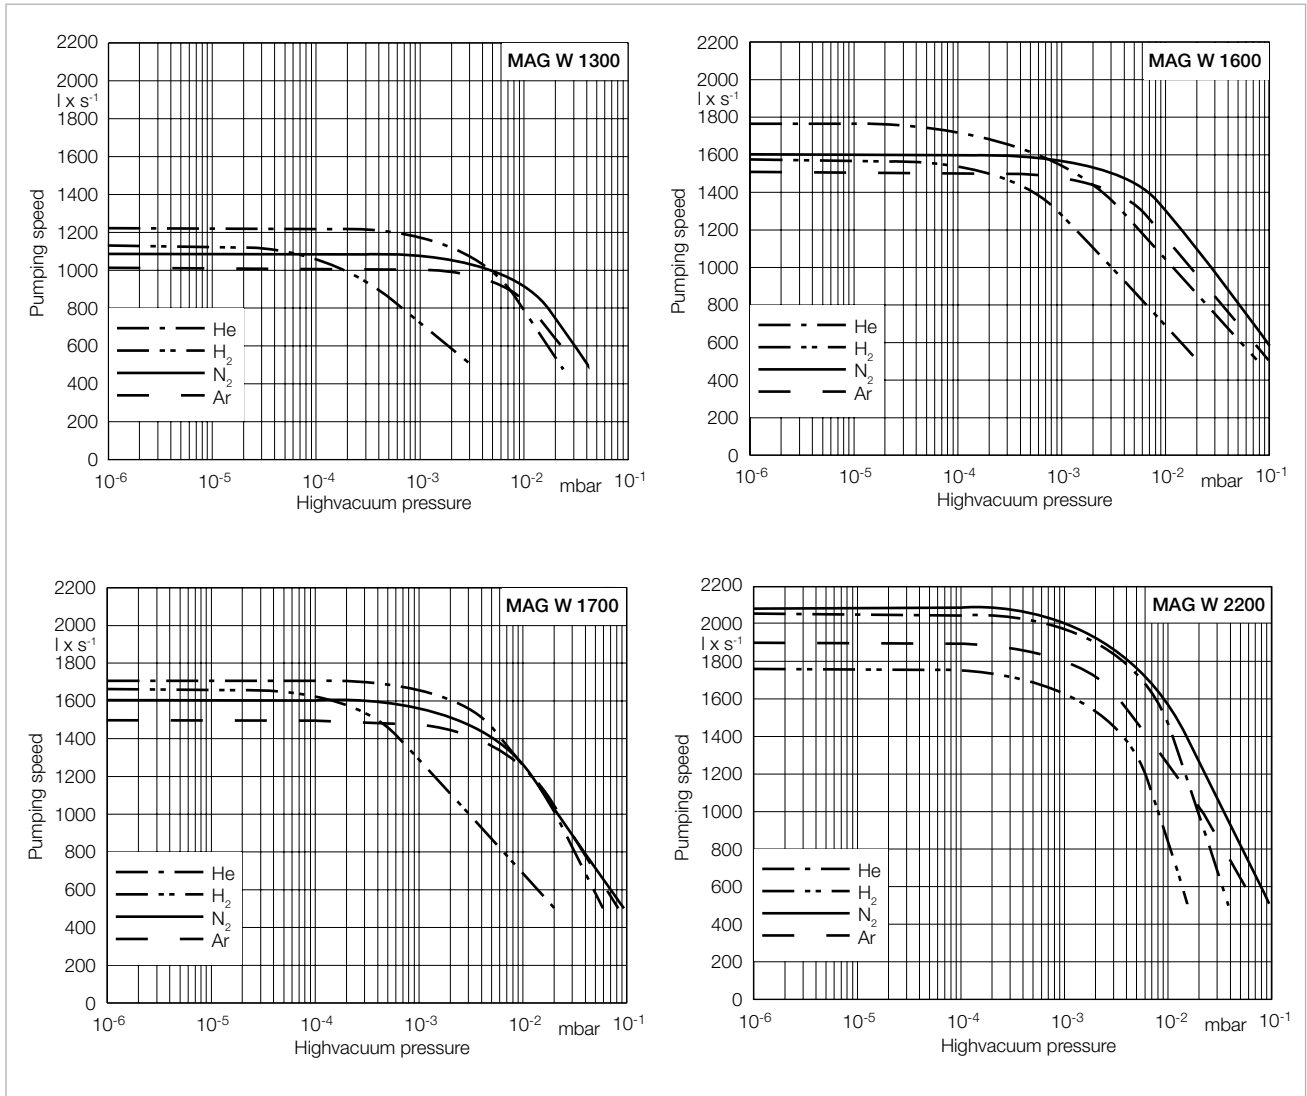 MAG W 1300
2200
2000
l x s-1
1800
1600
1400
1200
1000
800
600
400
200
0
Pumping speed
He
H2
N2
Ar
10-6 10-5 10-4 10-3 10-2 mbar 10-1
Highvacuum pressure
MAG W 1600
2200
2000
l x s-1
1800
1600
1400
1200
1000
800
600
400
200
0
Pumping speed
He
H2
N2
Ar
10-6 10-5 10-4 10-3 10-2 mbar 10-1
Highvacuum pressure
MAG W 1700
2200
2000
l x s-1
1800
1600
1400
1200
1000
800
600
400
200
0
Pumping speed
He
H2
N2
Ar
10-6 10-5 10-4 10-3 10-2 mbar 10-1
Highvacuum pressure
MAG W 2200
2200
2000
l x s-1
1800
1600
1400
1200
1000
800
600
400
200
0
Pumping speed
He
H2
N2
Ar
10-6 10-5 10-4 10-3 10-2 mbar 10-1
Highvacuum pressure